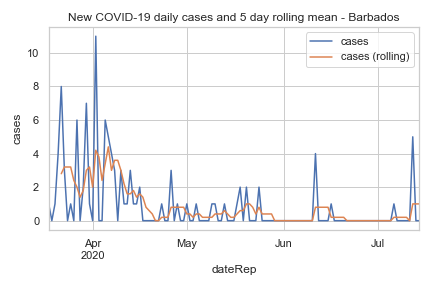 New COVID-19 daily cases and 5 day rolling mean - Barbados
cases
cases (rolling)
10
8
6
4
2
0
cases
Apr
2020
May
Jun
Jul
dateRep